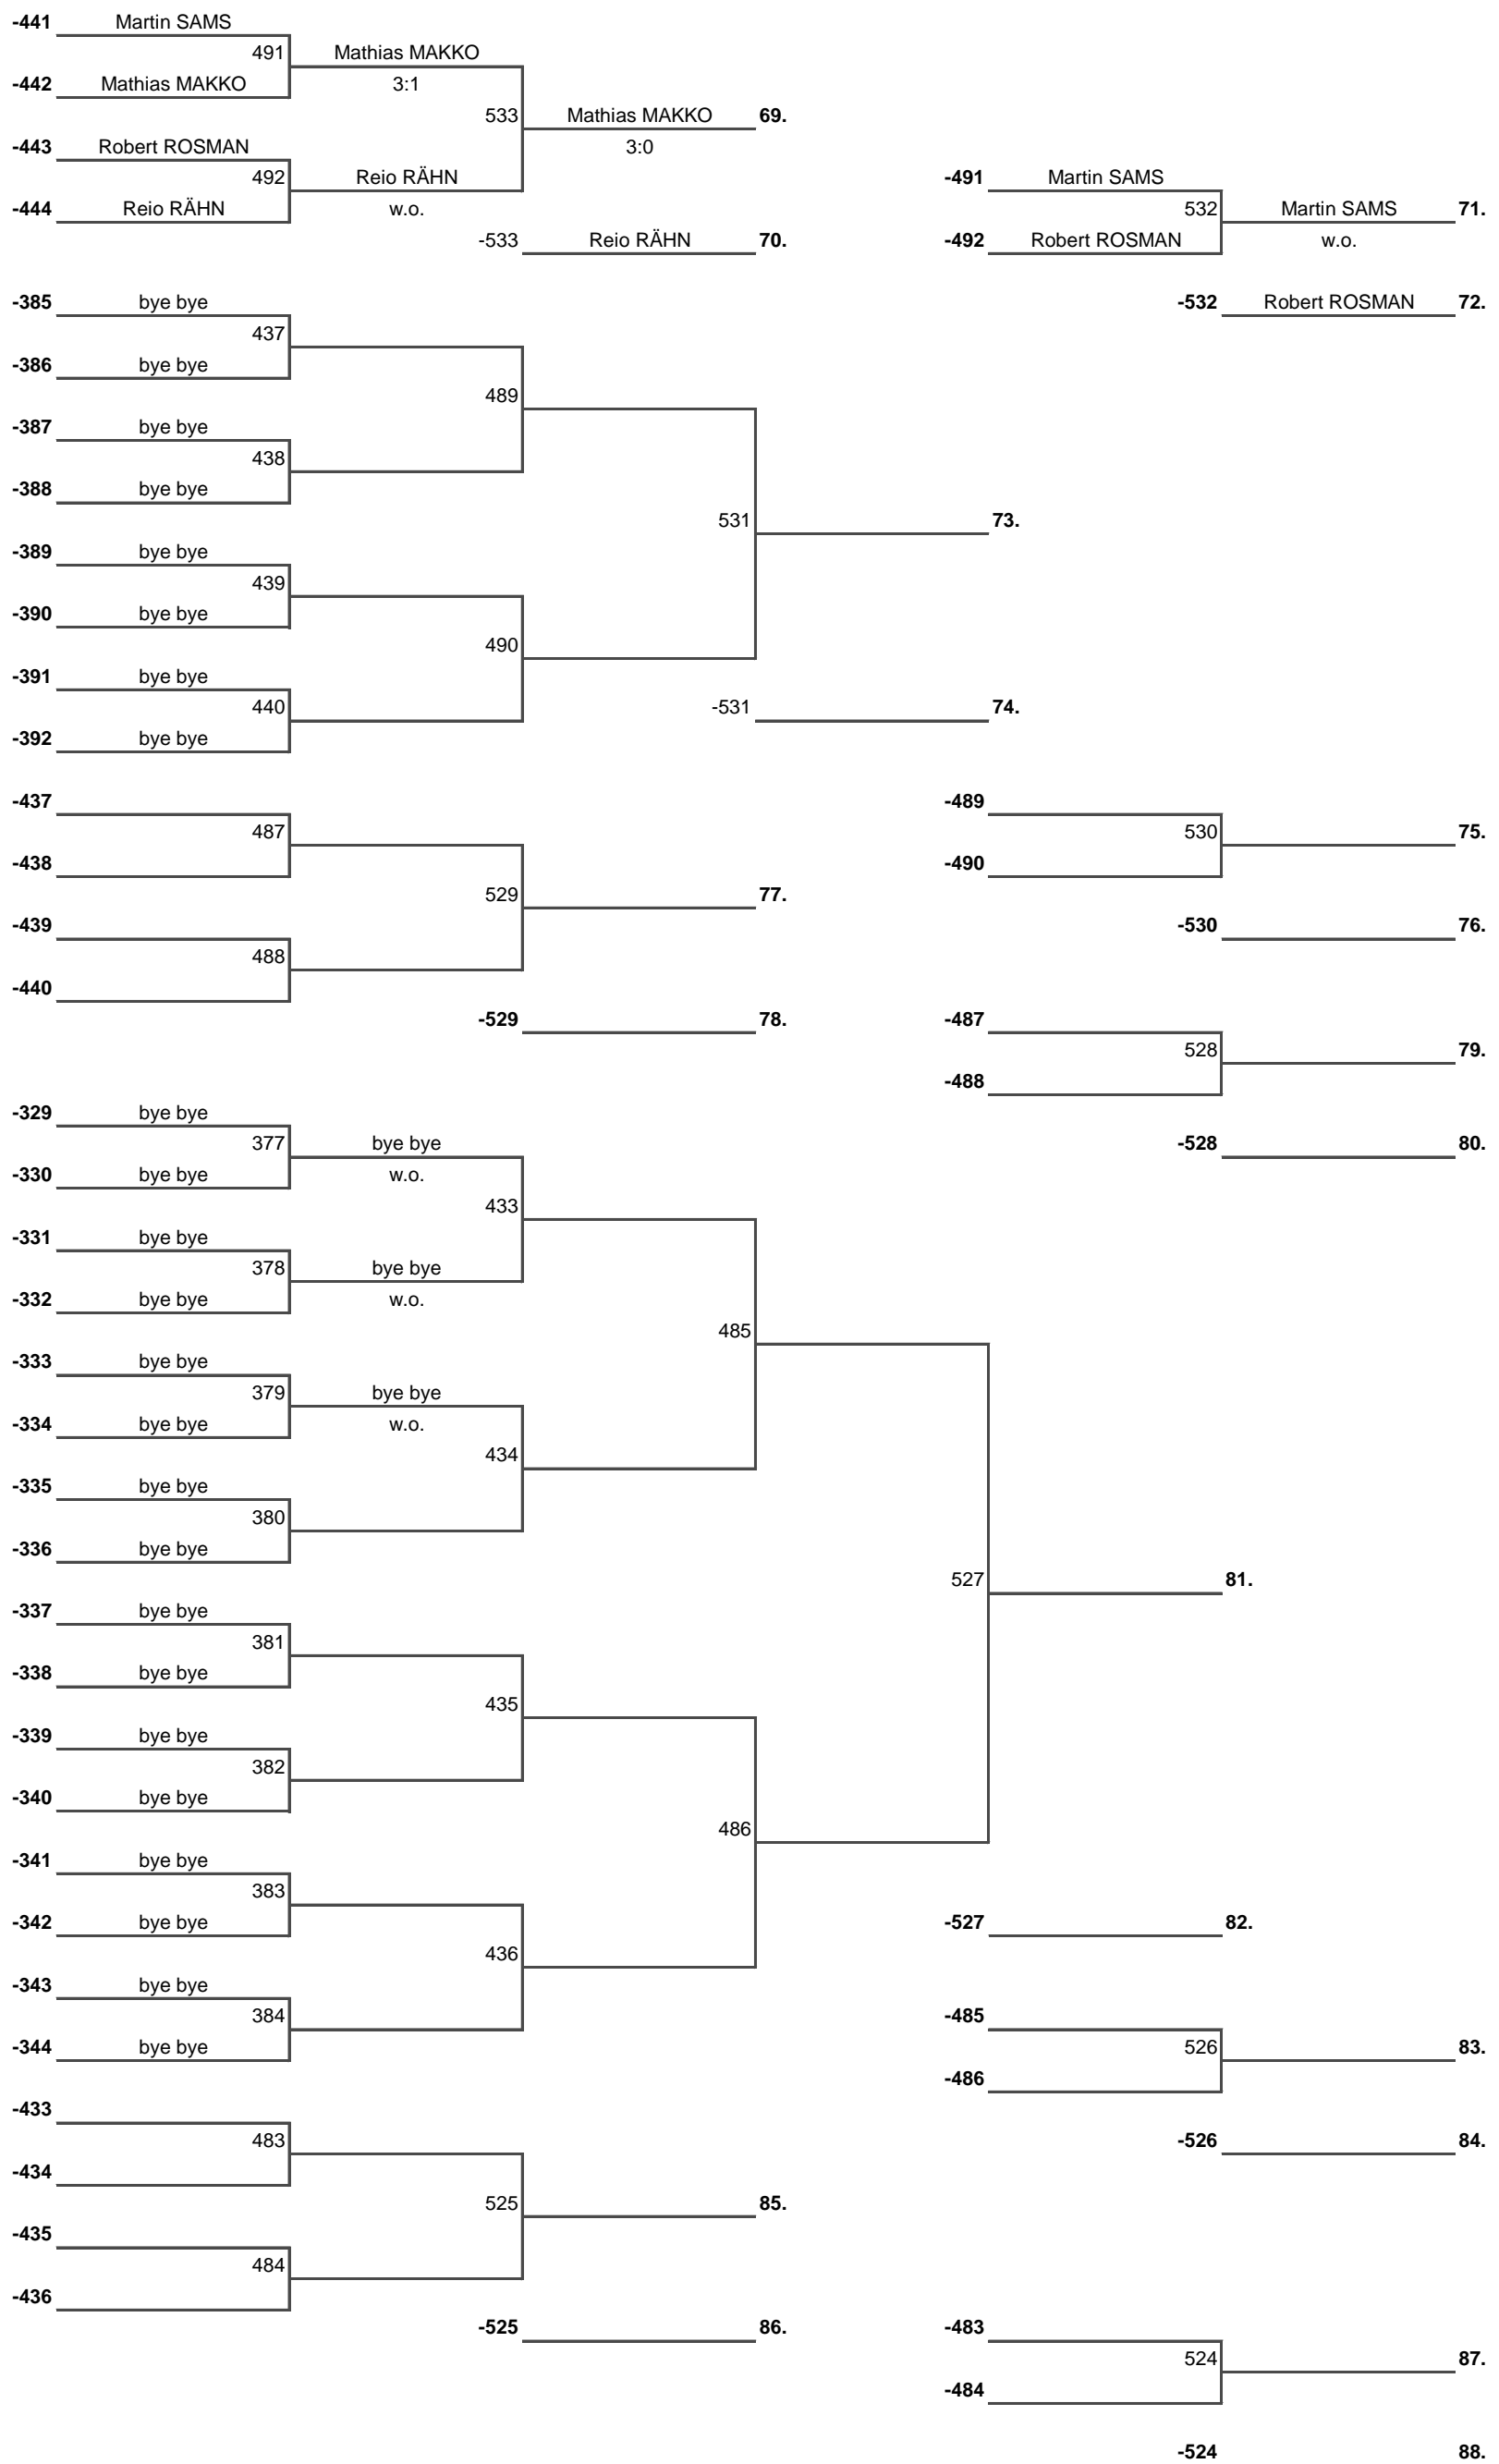 -441 Martin SAMS
491 Mathias MAKKO
-442 Mathias MAKKO 3:1
533 Mathias MAKKO 69.
-443 Robert ROSMAN 3:0
492 Reio RÄHN -491 Martin SAMS
-444 Reio RÄHN w.o. 532 Martin SAMS 71.
-533 Reio RÄHN 70. -492 Robert ROSMAN w.o.
-385 bye bye -532 Robert ROSMAN 72.
437
-386 bye bye
489
-387 bye bye
438
-388 bye bye
531 73.
-389 bye bye
439
-390 bye bye
490
-391 bye bye
440 -531 74.
-392 bye bye
-437 -489
487 530 75.
-438 -490
529 77.
-439 -530 76.
488
-440
-529 78. -487
528 79.
-488
-329 bye bye
377 bye bye -528 80.
-330 bye bye w.o.
433
-331 bye bye
378 bye bye
-332 bye bye w.o.
485
-333 bye bye
379 bye bye
-334 bye bye w.o.
434
-335 bye bye
380
-336 bye bye
527 81.
-337 bye bye
381
-338 bye bye
435
-339 bye bye
382
-340 bye bye
486
-341 bye bye
383
-342 bye bye -527 82.
436
-343 bye bye
384 -485
-344 bye bye 526 83.
-486
-433
483 -526 84.
-434
525 85.
-435
484
-436
-525 86. -483
524 87.
-484
-524 88.